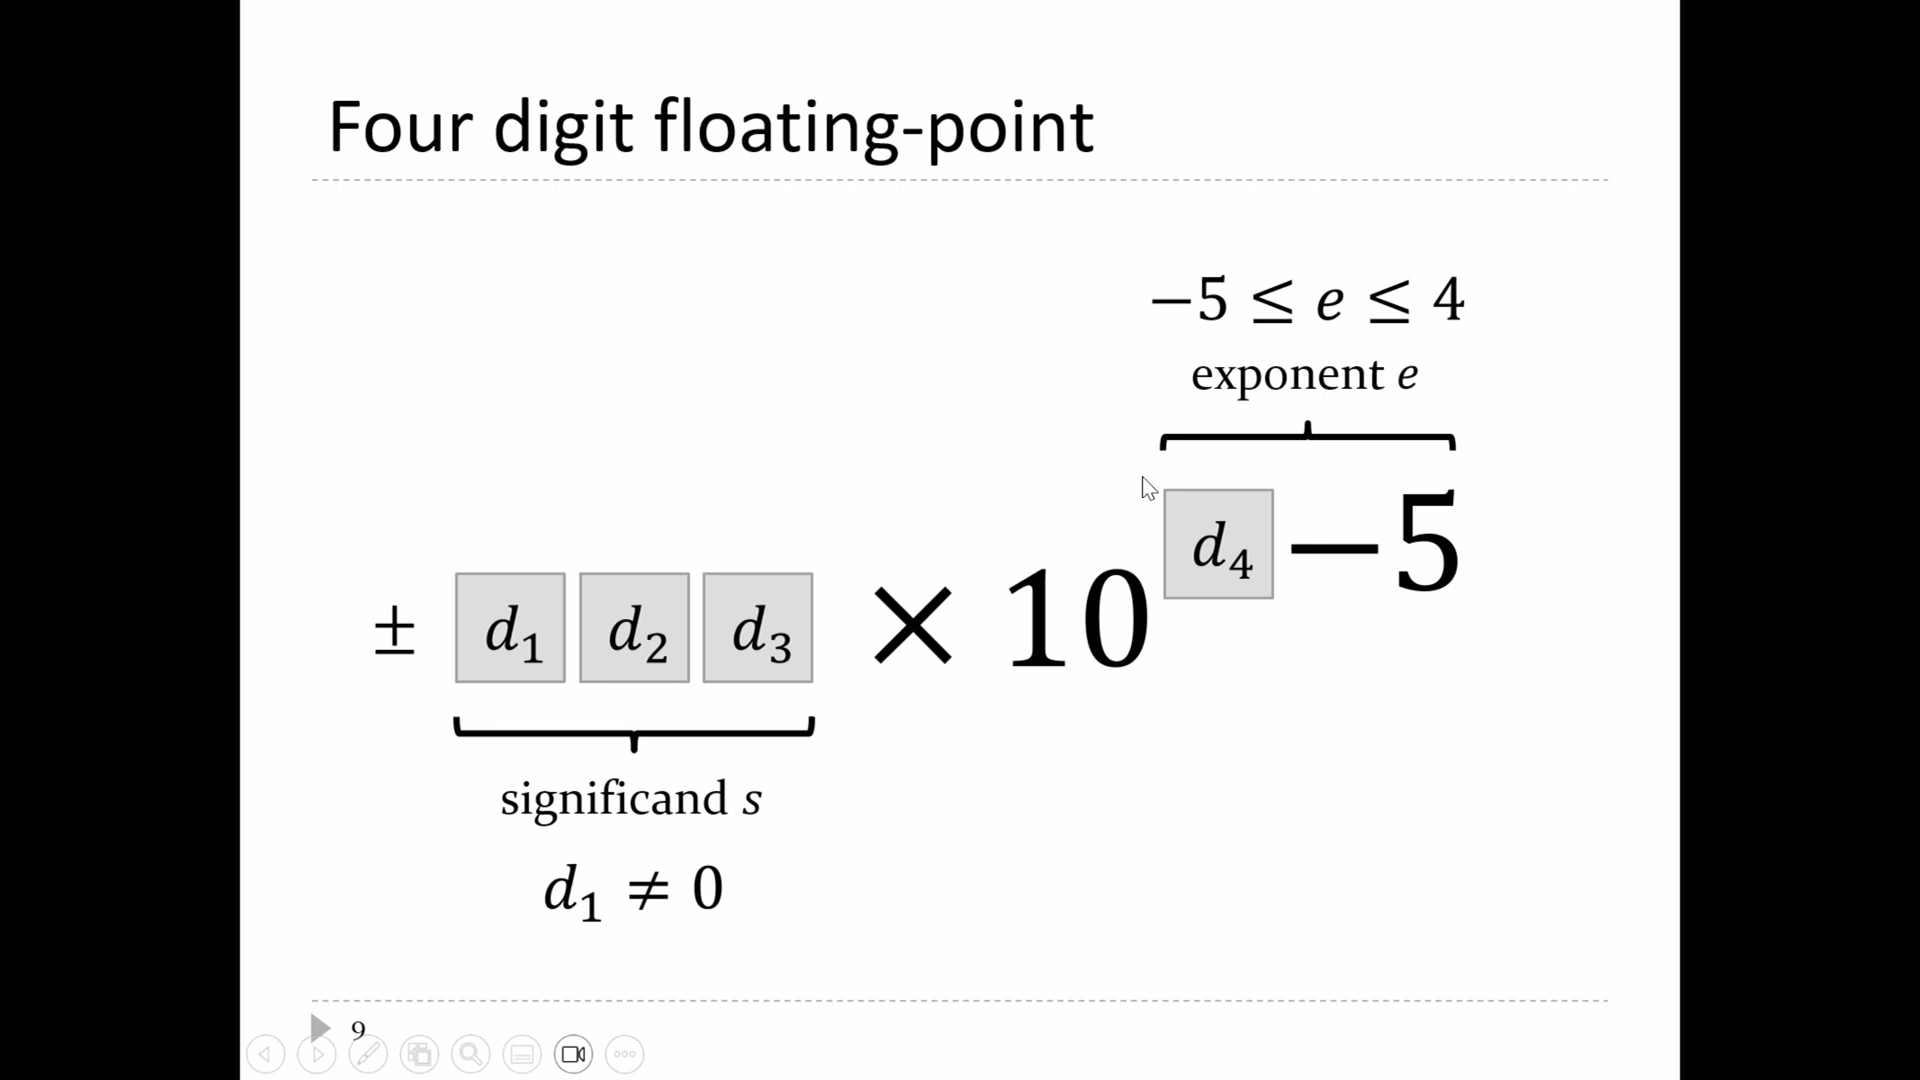 Four digit floating-point
−5 ≤ e ≤ 4
exponent e
± d₁ d₂ d₃ × 10^(d₄ − 5)
significand s
d₁ ≠ 0
9